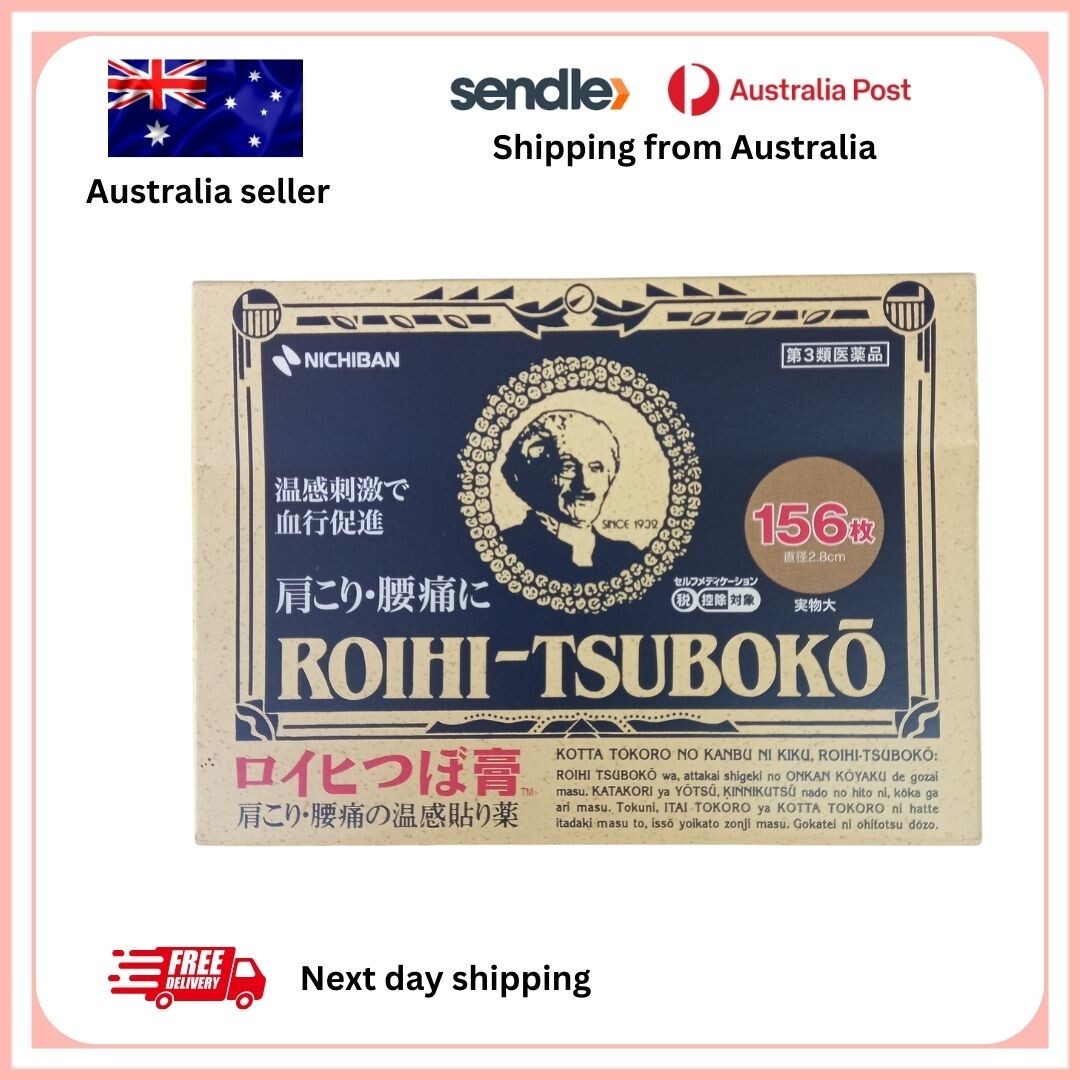 sendle
Australia Post
Shipping from Australia
Australia seller
NICHIBAN
第3類医薬品
温感刺激で
血行促進
SINCE 1932
156枚
直径2.8cm
実物大
肩こり・腰痛に
セルフメディケーション
税 控除 対象
ROIHI-TSUBOKŌ
ロイヒつぼ膏™
肩こり・腰痛の温感貼り薬
KOTTA TOKORO NO KANBU NI KIKU, ROIHI-TSUBOKŌ:
ROIHI TSUBOKŌ wa, attakai shigeki no ONKAN KŌYAKU de gozai
masu. KATAKORI ya YŌTSŪ, KINNIKUTSŪ nado no hito ni, kōka ga
ari masu. Tokuni, ITAI TOKORO ya KOTTA TOKORO ni hatte
itadaki masu to, issō yoikato zonji masu. Gokatei ni ohitotsu dōzo.
FREE
DELIVERY
Next day shipping